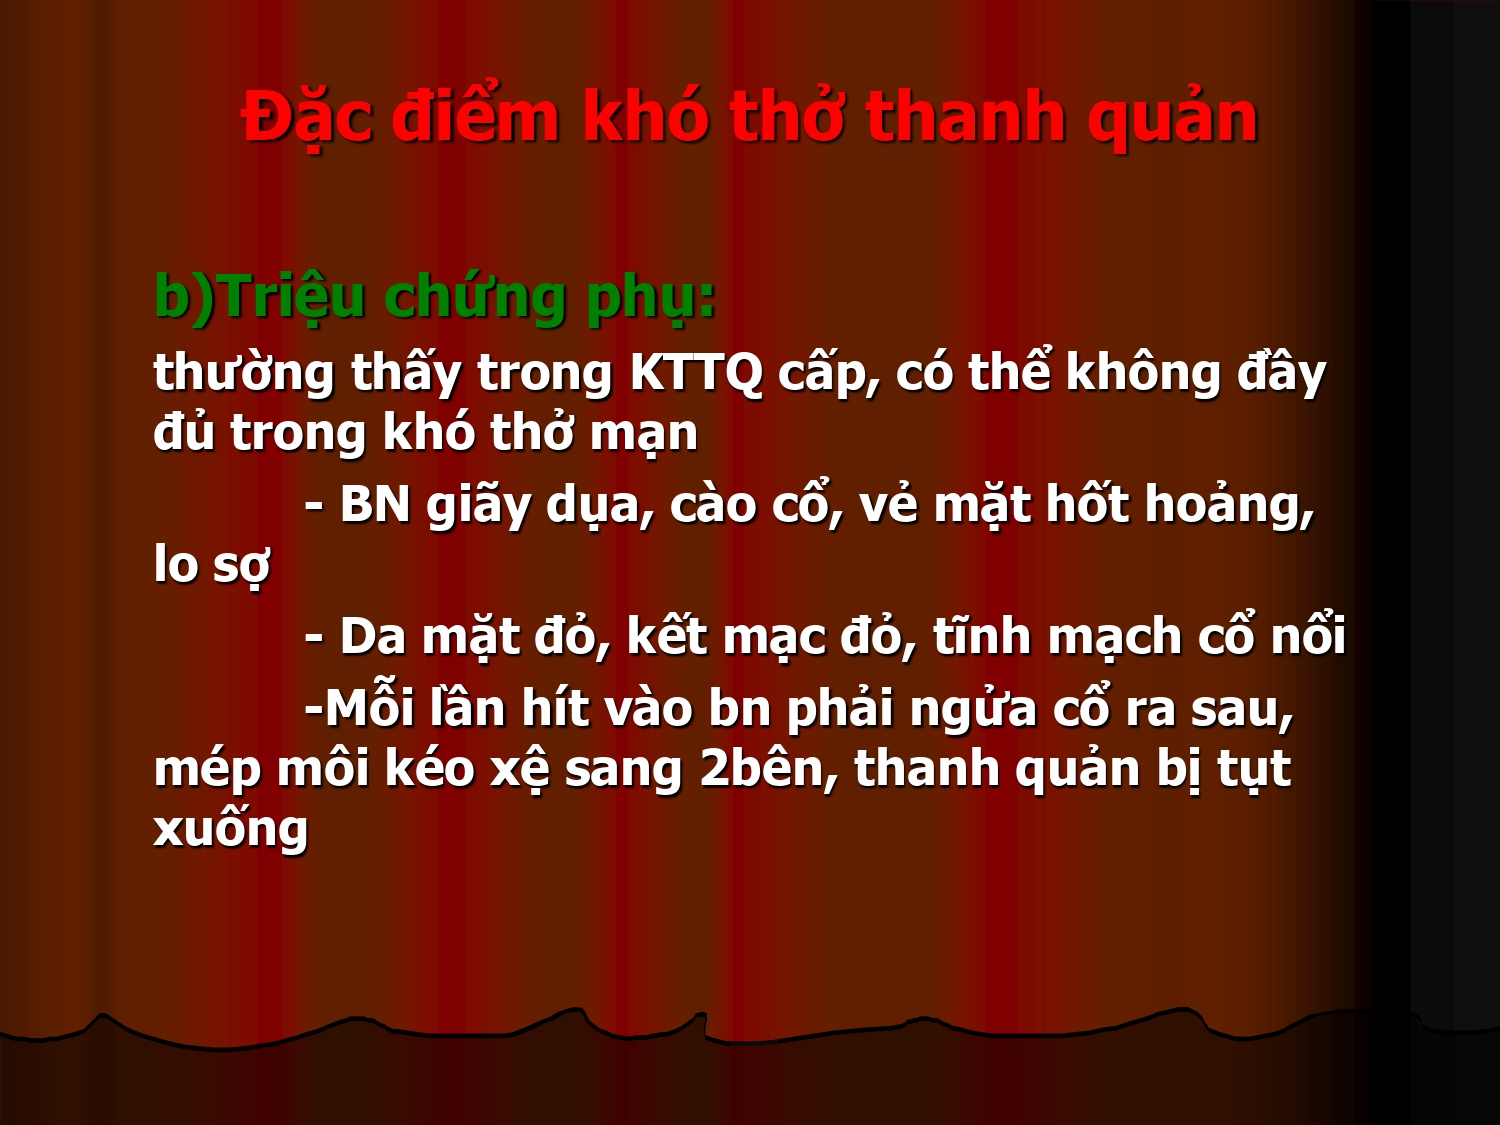 Đặc điểm khó thở thanh quản
b)Triệu chứng phụ:
thường thấy trong KTTQ cấp, có thể không đầy
đủ trong khó thở mạn
- BN giãy dụa, cào cổ, vẻ mặt hốt hoảng,
lo sợ
- Da mặt đỏ, kết mạc đỏ, tĩnh mạch cổ nổi
-Mỗi lần hít vào bn phải ngửa cổ ra sau,
mép môi kéo xệ sang 2bên, thanh quản bị tụt
xuống